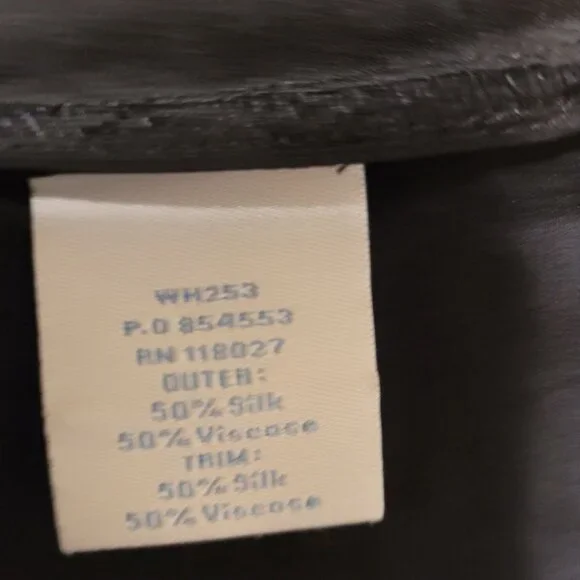 WH253
P.O 854553
RN 118027
OUTER:
50% Silk
50% Viscose
TRIM:
50% Silk
50% Viscose